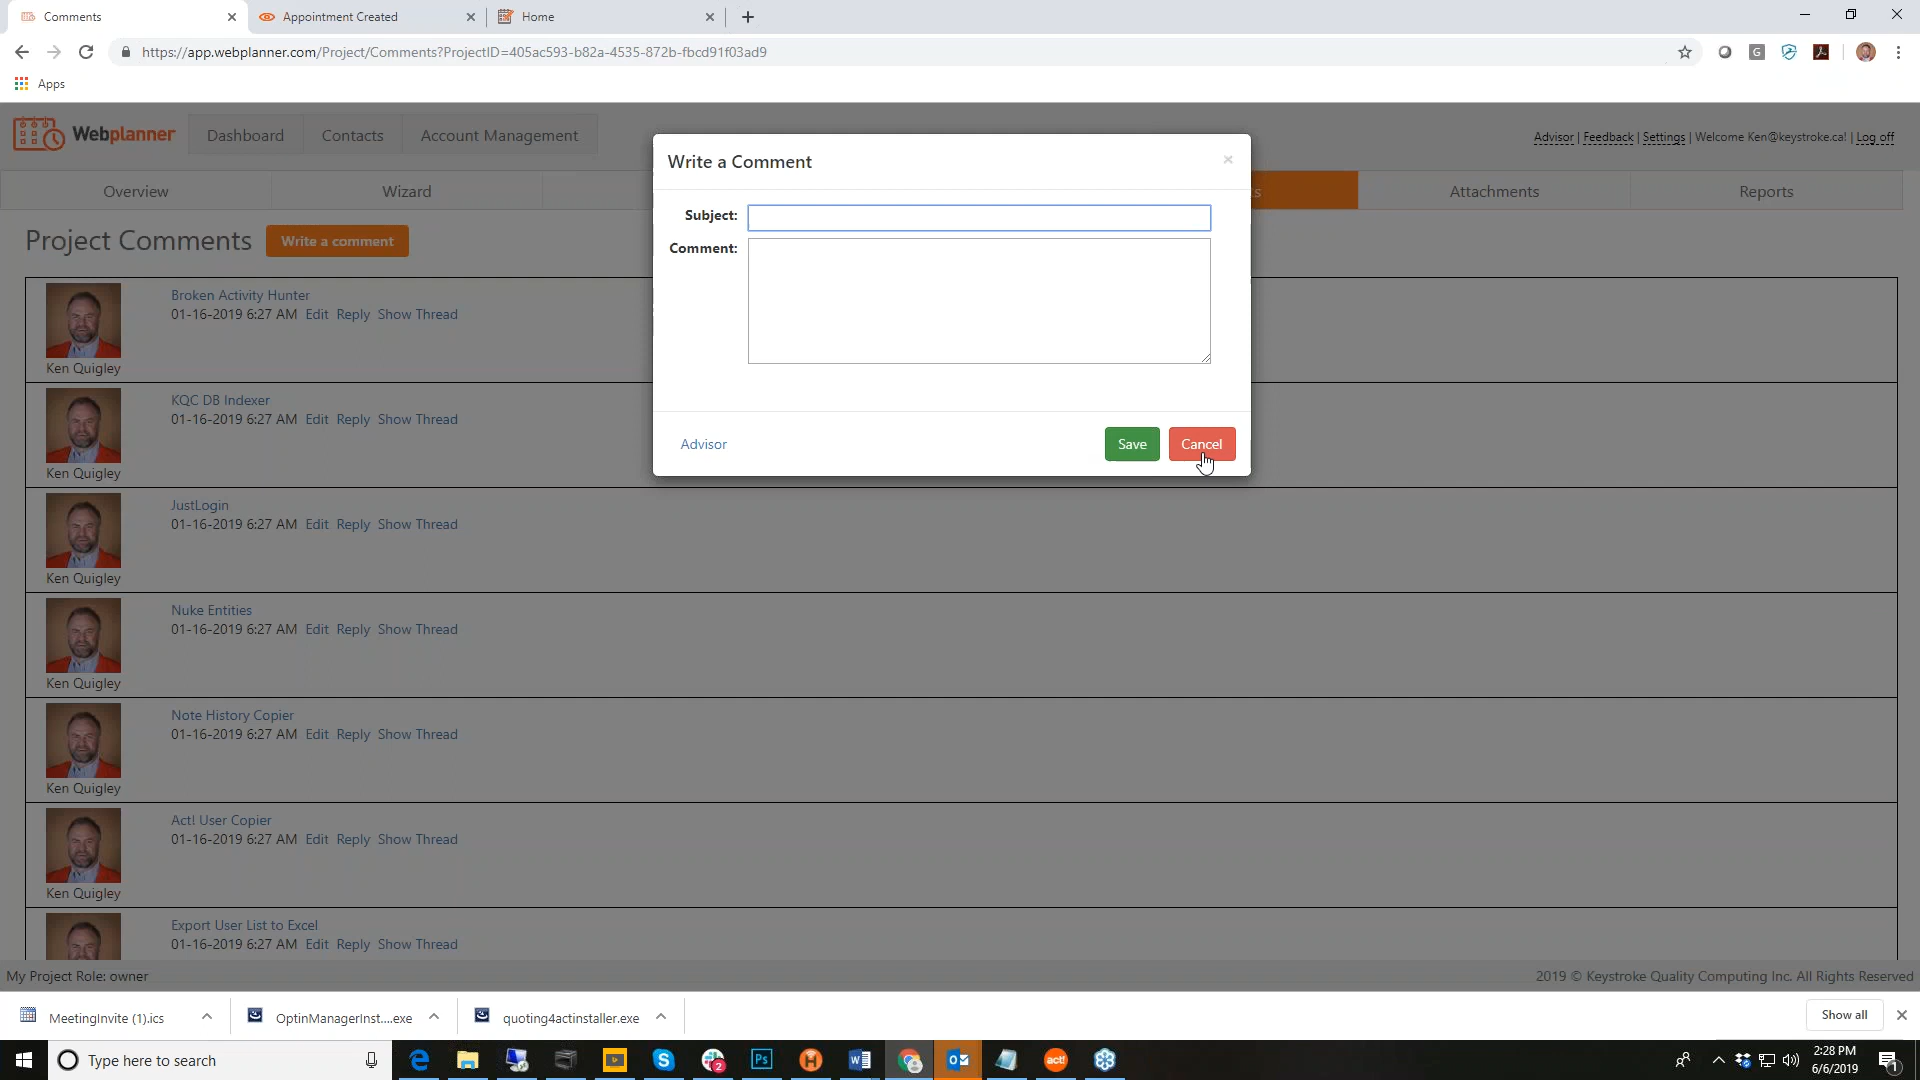 Comments
Appointment Created
Home
https://app.webplanner.com/Project/Comments?ProjectID=405ac593-b82a-4535-872b-fbcd91f03ad9
G
Apps
Webplanner
Dashboard
Contacts
Account Management
Advisor | Feedback | Settings | Welcome Ken@keystroke.ca! | Log off
Overview
Wizard
s
Attachments
Reports
Project Comments
Write a comment
Write a Comment
×
Subject:
Comment:
Advisor
Save
Cancel
Broken Activity Hunter
01-16-2019 6:27 AM Edit Reply Show Thread
Ken Quigley
KQC DB Indexer
01-16-2019 6:27 AM Edit Reply Show Thread
Ken Quigley
JustLogin
01-16-2019 6:27 AM Edit Reply Show Thread
Ken Quigley
Nuke Entities
01-16-2019 6:27 AM Edit Reply Show Thread
Ken Quigley
Note History Copier
01-16-2019 6:27 AM Edit Reply Show Thread
Ken Quigley
Act! User Copier
01-16-2019 6:27 AM Edit Reply Show Thread
Ken Quigley
Export User List to Excel
01-16-2019 6:27 AM Edit Reply Show Thread
My Project Role: owner
2019 © Keystroke Quality Computing Inc. All Rights Reserved
MeetingInvite (1).ics
OptinManagerInst....exe
quoting4actinstaller.exe
Show all
Type here to search
2
Ps
act!
2:28 PM
6/6/2019
1